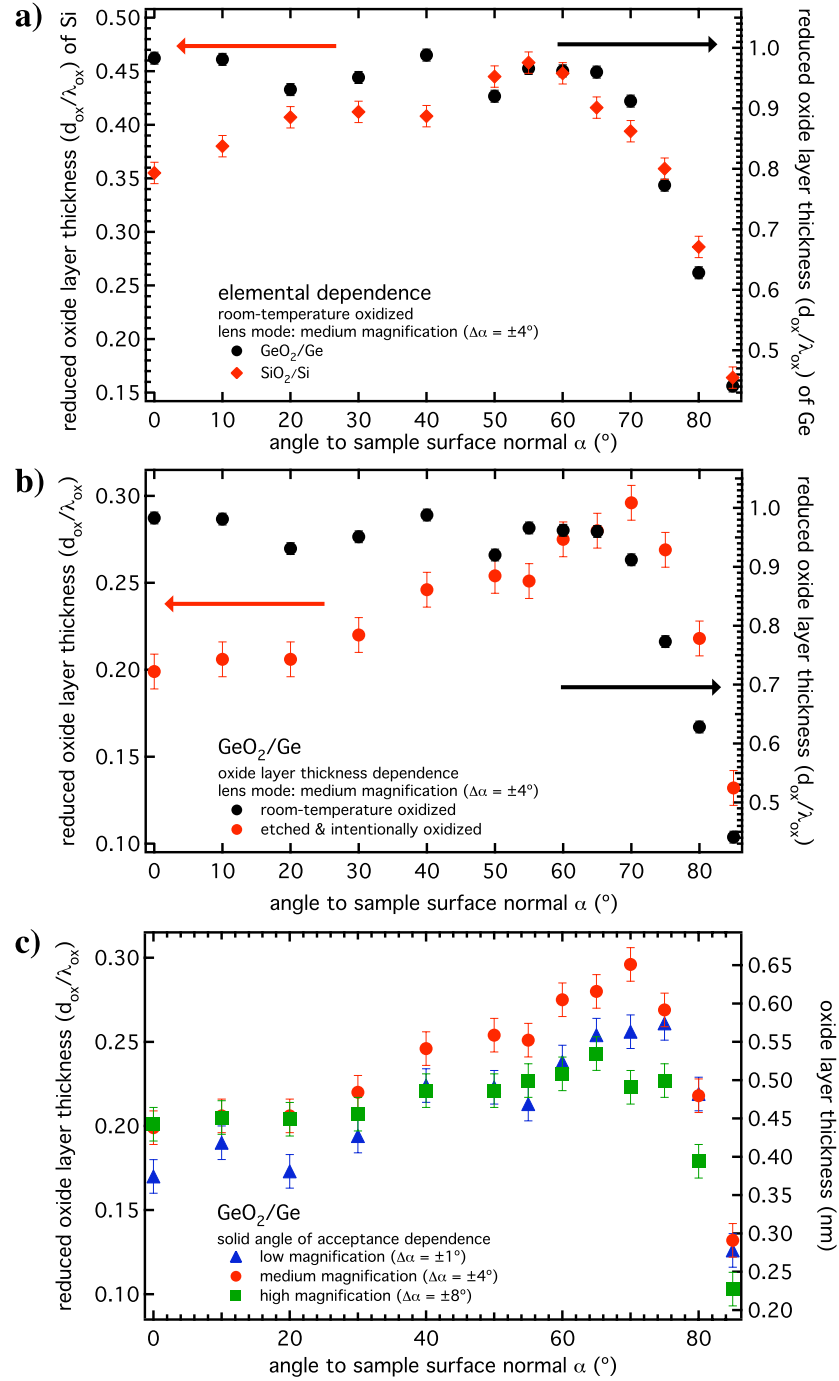 a)
reduced oxide layer thickness (dox/λox) of Si
0.50
0.45
0.40
0.35
0.30
0.25
0.20
0.15
1.0
0.9
0.8
0.7
0.6
0.5
reduced oxide layer thickness (dox/λox) of Ge
elemental dependence
room-temperature oxidized
lens mode: medium magnification (Δα = ±4°)
GeO2/Ge
SiO2/Si
0 10 20 30 40 50 60 70 80
angle to sample surface normal α (°)
b)
reduced oxide layer thickness (dox/λox)
0.30
0.25
0.20
0.15
0.10
1.0
0.9
0.8
0.7
0.6
0.5
reduced oxide layer thickness (dox/λox)
GeO2/Ge
oxide layer thickness dependence
lens mode: medium magnification (Δα = ±4°)
room-temperature oxidized
etched & intentionally oxidized
0 10 20 30 40 50 60 70 80
angle to sample surface normal α (°)
c)
reduced oxide layer thickness (dox/λox)
0.30
0.25
0.20
0.15
0.10
0.65
0.60
0.55
0.50
0.45
0.40
0.35
0.30
0.25
0.20
oxide layer thickness (nm)
GeO2/Ge
solid angle of acceptance dependence
low magnification (Δα = ±1°)
medium magnification (Δα = ±4°)
high magnification (Δα = ±8°)
0 20 40 60 80
angle to sample surface normal α (°)